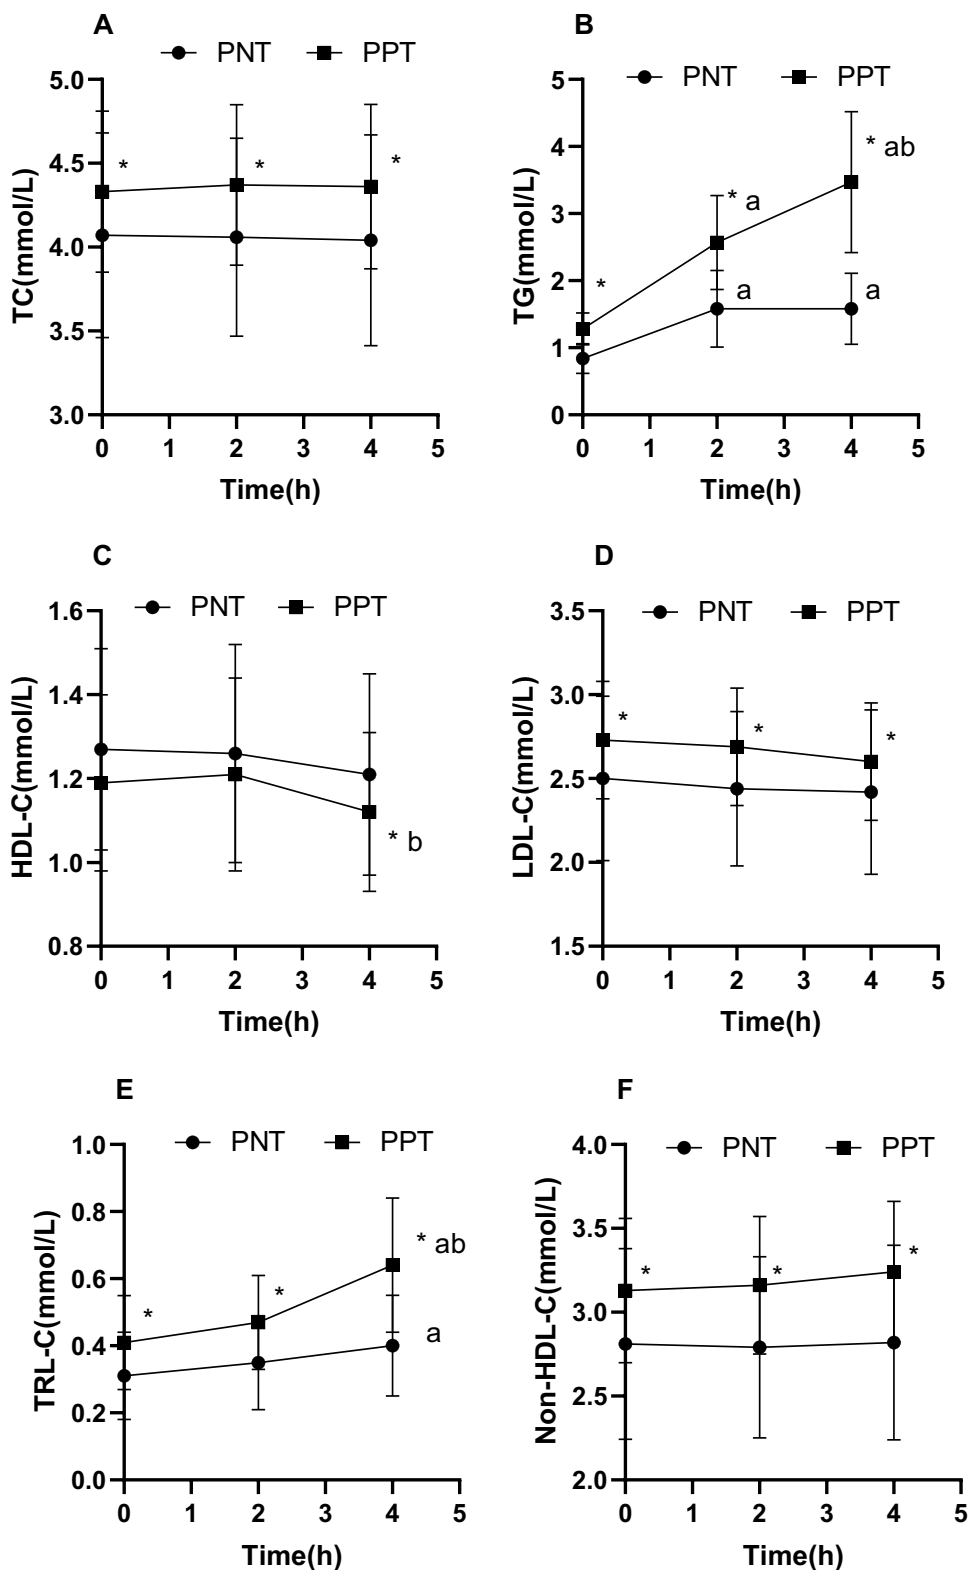 A
PNT PPT
TC(mmol/L)
5.0
4.5
4.0
3.5
3.0
* * *
0 1 2 3 4 5
Time(h)
B
PNT PPT
TG(mmol/L)
5
4
3
2
1
0
* ab
* a
*
a a
0 1 2 3 4 5
Time(h)
C
PNT PPT
HDL-C(mmol/L)
1.6
1.4
1.2
1.0
0.8
* b
0 1 2 3 4 5
Time(h)
D
PNT PPT
LDL-C(mmol/L)
3.5
3.0
2.5
2.0
1.5
* * *
0 1 2 3 4 5
Time(h)
E
PNT PPT
TRL-C(mmol/L)
1.0
0.8
0.6
0.4
0.2
0.0
* ab
* *
a
0 1 2 3 4 5
Time(h)
F
PNT PPT
Non-HDL-C(mmol/L)
4.0
3.5
3.0
2.5
2.0
* * *
0 1 2 3 4 5
Time(h)